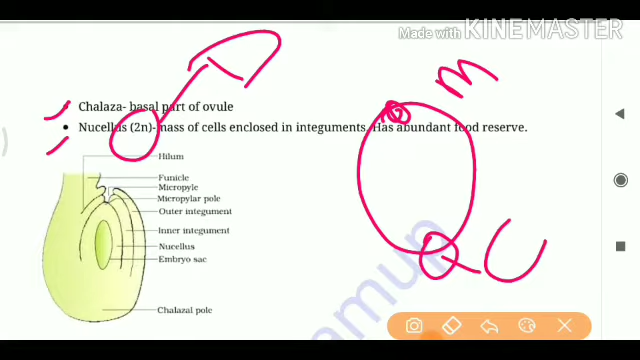 Made with KINEMASTER
Chalaza- basal part of ovule
Nucellus (2n)-mass of cells enclosed in integuments. Has abundant food reserve.
m
Hilum
Funicle
Micropyle
Micropylar pole
Outer integument
Inner integument
Nucellus
Embryo sac
Chalazal pole
C
amun